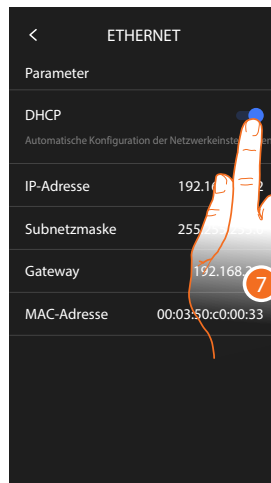 ETHERNET
Parameter
DHCP
Automatische Konfiguration der
IP-Adresse
Subnetzmaske
Gateway
7
MAC-Adresse 00:03:50:c0:00:33